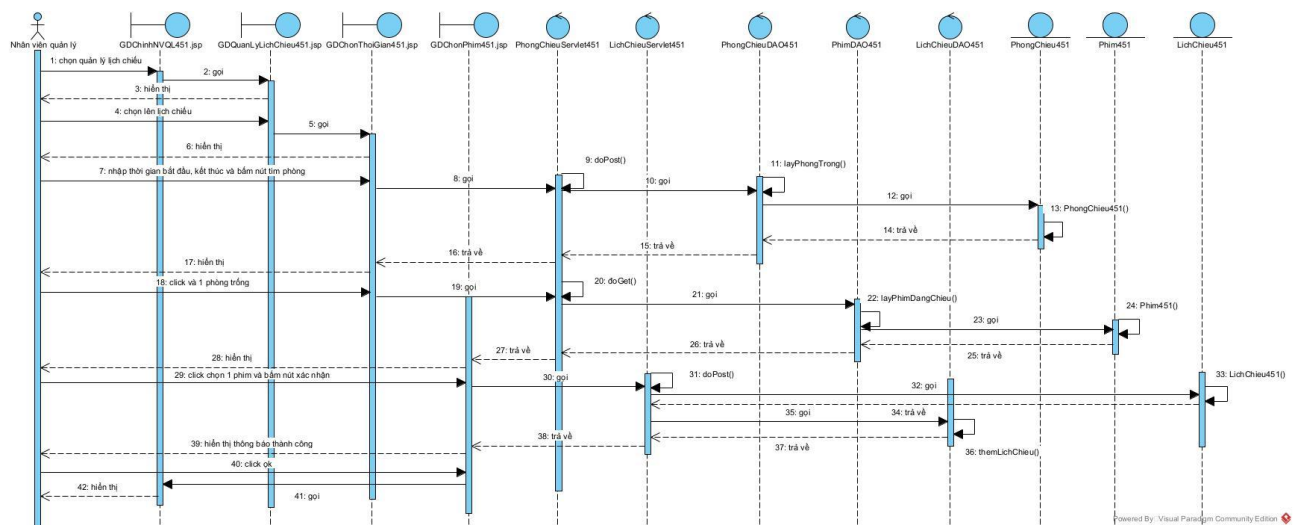 Nhân viên quản lý
GDChinhNVQL451.jsp
GDQuanLyLichChieu451.jsp
GDChonThoiGian451.jsp
GDChonPhim451.jsp
PhongChieuServlet451
LichChieuServlet451
PhongChieuDAO451
PhimDAO451
LichChieuDAO451
PhongChieu451
Phim451
LichChieu451
1: chọn quản lý lịch chiếu
2: gọi
3: hiển thị
4: chọn lên lịch chiếu
5: gọi
6: hiển thị
7: nhập thời gian bắt đầu, kết thúc và bấm nút tìm phòng
8: gọi
9: doPost()
10: gọi
11: layPhongTrong()
12: gọi
13: PhongChieu451()
14: trả về
15: trả về
16: trả về
17: hiển thị
18: click và 1 phòng trống
19: gọi
20: doGet()
21: gọi
22: layPhimDangChieu()
23: gọi
24: Phim451()
25: trả về
26: trả về
27: trả về
28: hiển thị
29: click chọn 1 phim và bấm nút xác nhận
30: gọi
31: doPost()
32: gọi
33: LichChieu451()
34: trả về
35: gọi
36: themLichChieu()
37: trả về
38: trả về
39: hiển thị thông báo thành công
40: click ok
41: gọi
42: hiển thị
Powered By: Visual Paradigm Community Edition